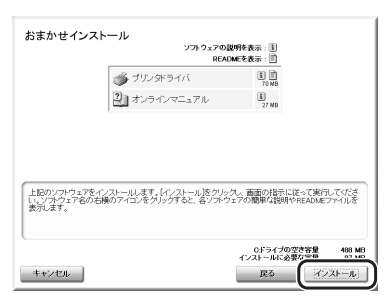 おまかせインストール
ソフトウェアの説明を表示：
READMEを表示：
プリンタドライバ
70 MB
オンラインマニュアル
27 MB
上記のソフトウェアをインストールします。[インストール]をクリックし、画面の指示に従って実行してください。ソフトウェア名の右横のアイコンをクリックすると、各ソフトウェアの簡単な説明やREADMEファイルを表示します。
C:ドライブの空き容量 488 MB
インストールに必要な容量 97 MB
キャンセル
戻る
インストール